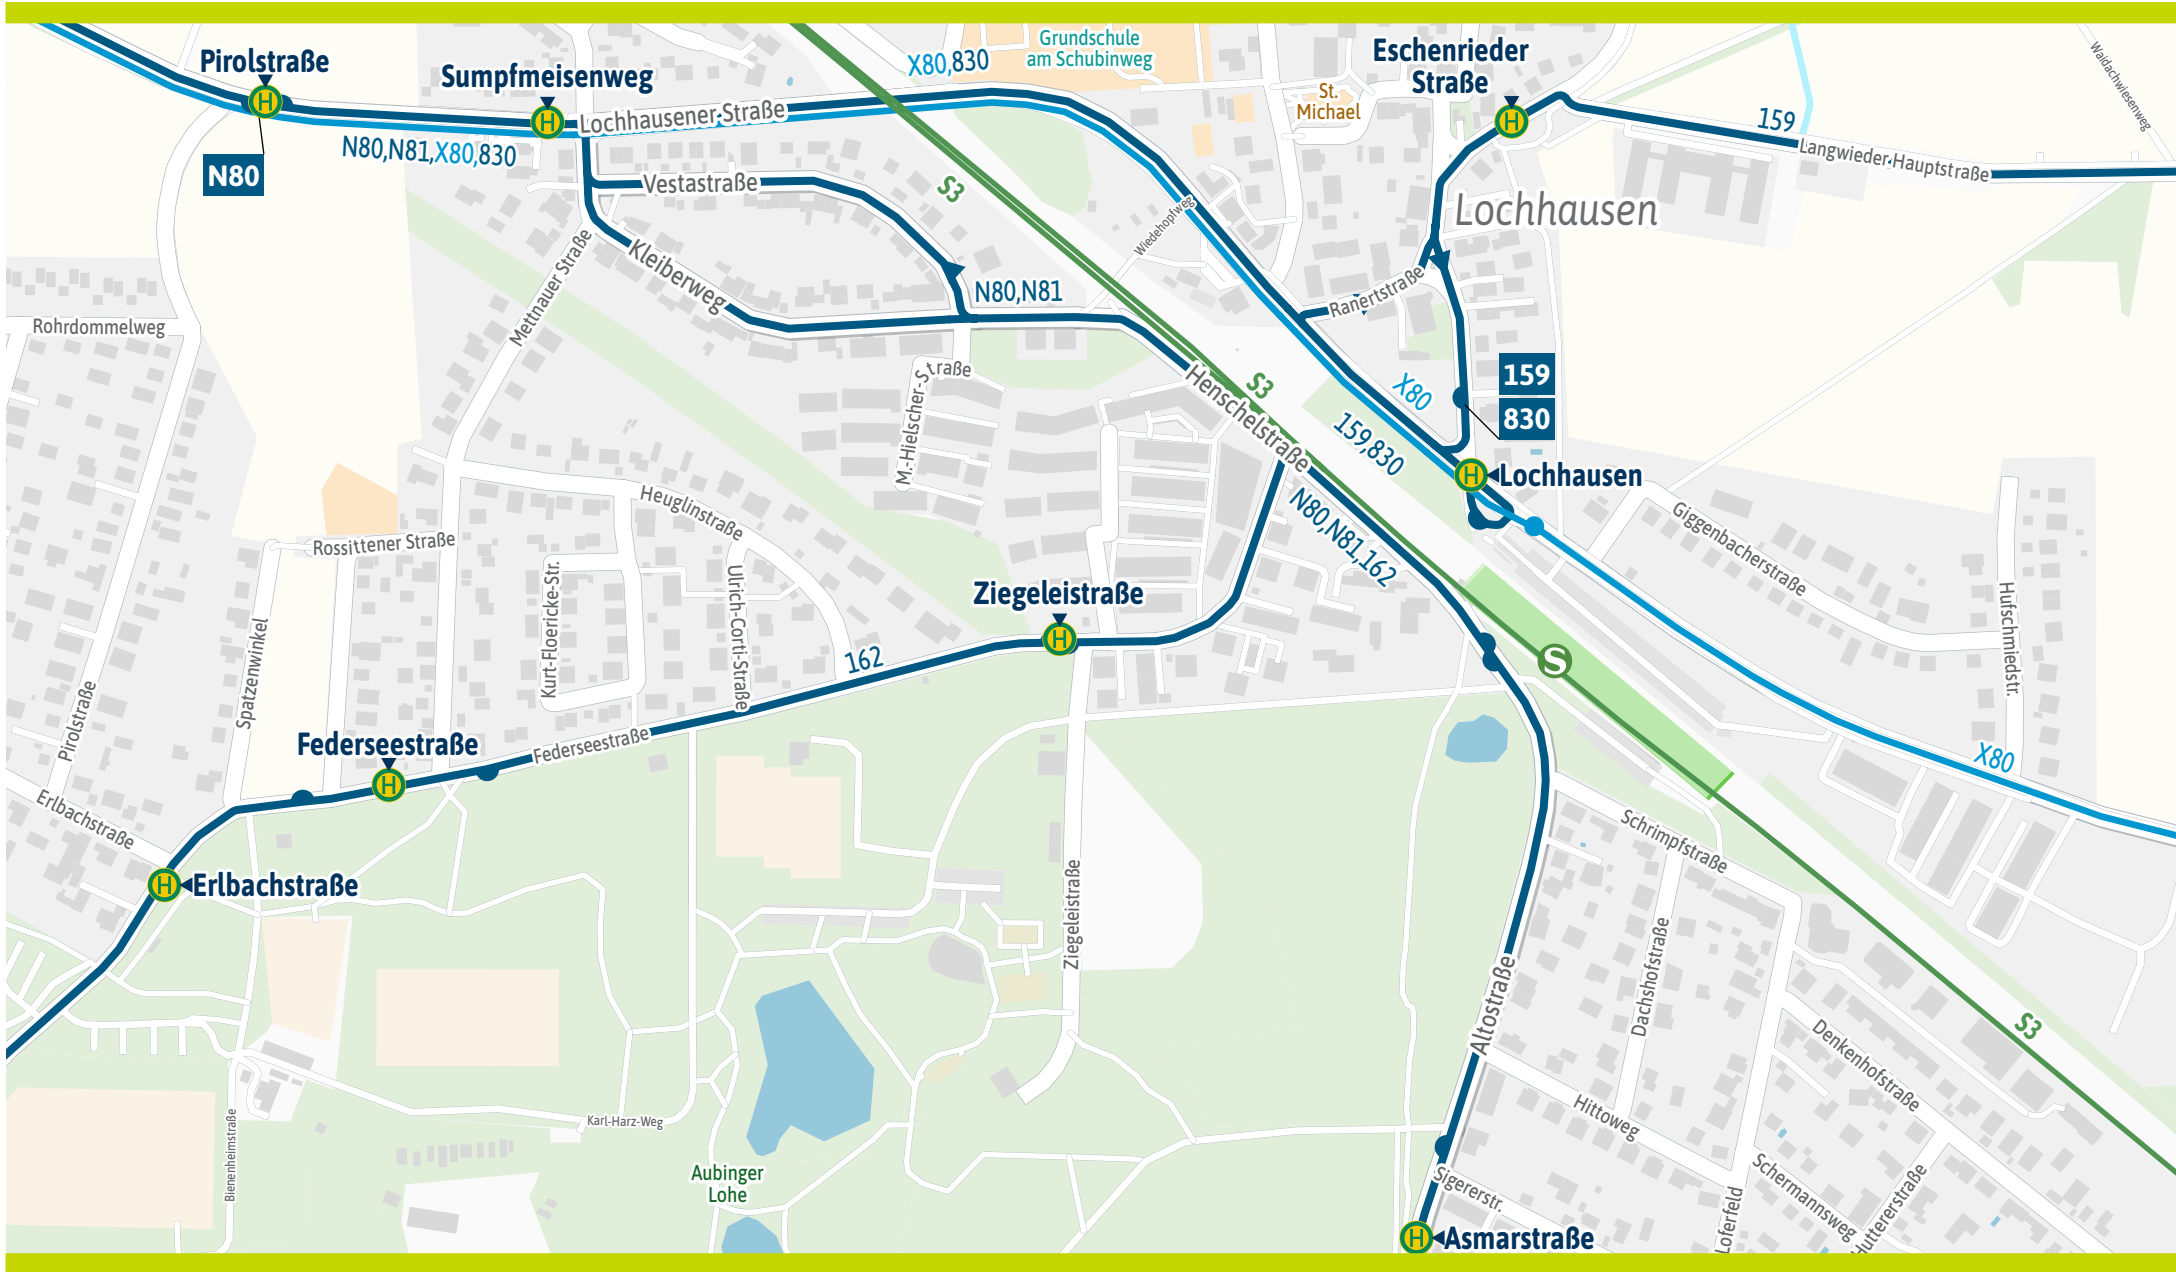 Pirolstraße
Sumpfmeisenweg
X80,830
Grundschule
am Schubinweg
Eschenrieder
Straße
Waidachwiesenweg
St.
Michael
H
H
H
Lochhausener Straße
N80,N81,X80,830
N80
159
Langwieder Hauptstraße
Vestastraße
S3
Lochhausen
Wiedehopfweg
Mettnauer Straße
Kleiberweg
N80,N81
Ranertstraße
Rohrdommelweg
M.-Hielscher-Straße
Henschelstraße
S3
X80
159
830
159,830
H
Lochhausen
Heuglinstraße
Rossittener Straße
N80,N81,162
Giggenbacherstraße
Hufschmiedstr.
Kurt-Floericke-Str.
Ulrich-Corti-Straße
Ziegeleistraße
H
S
162
Spatzenwinkel
Pirolstraße
Federseestraße
H
Federseestraße
X80
Erlbachstraße
H
Erlbachstraße
Schrimpfstraße
Ziegeleistraße
Dachshofstraße
Altostraße
S3
Denkenhofstraße
Hittoweg
Karl-Harz-Weg
Bienenheimstraße
Aubinger
Lohe
Sigererstr.
Schermannsweg
Huttererstraße
Loferfeld
H
Asmarstraße